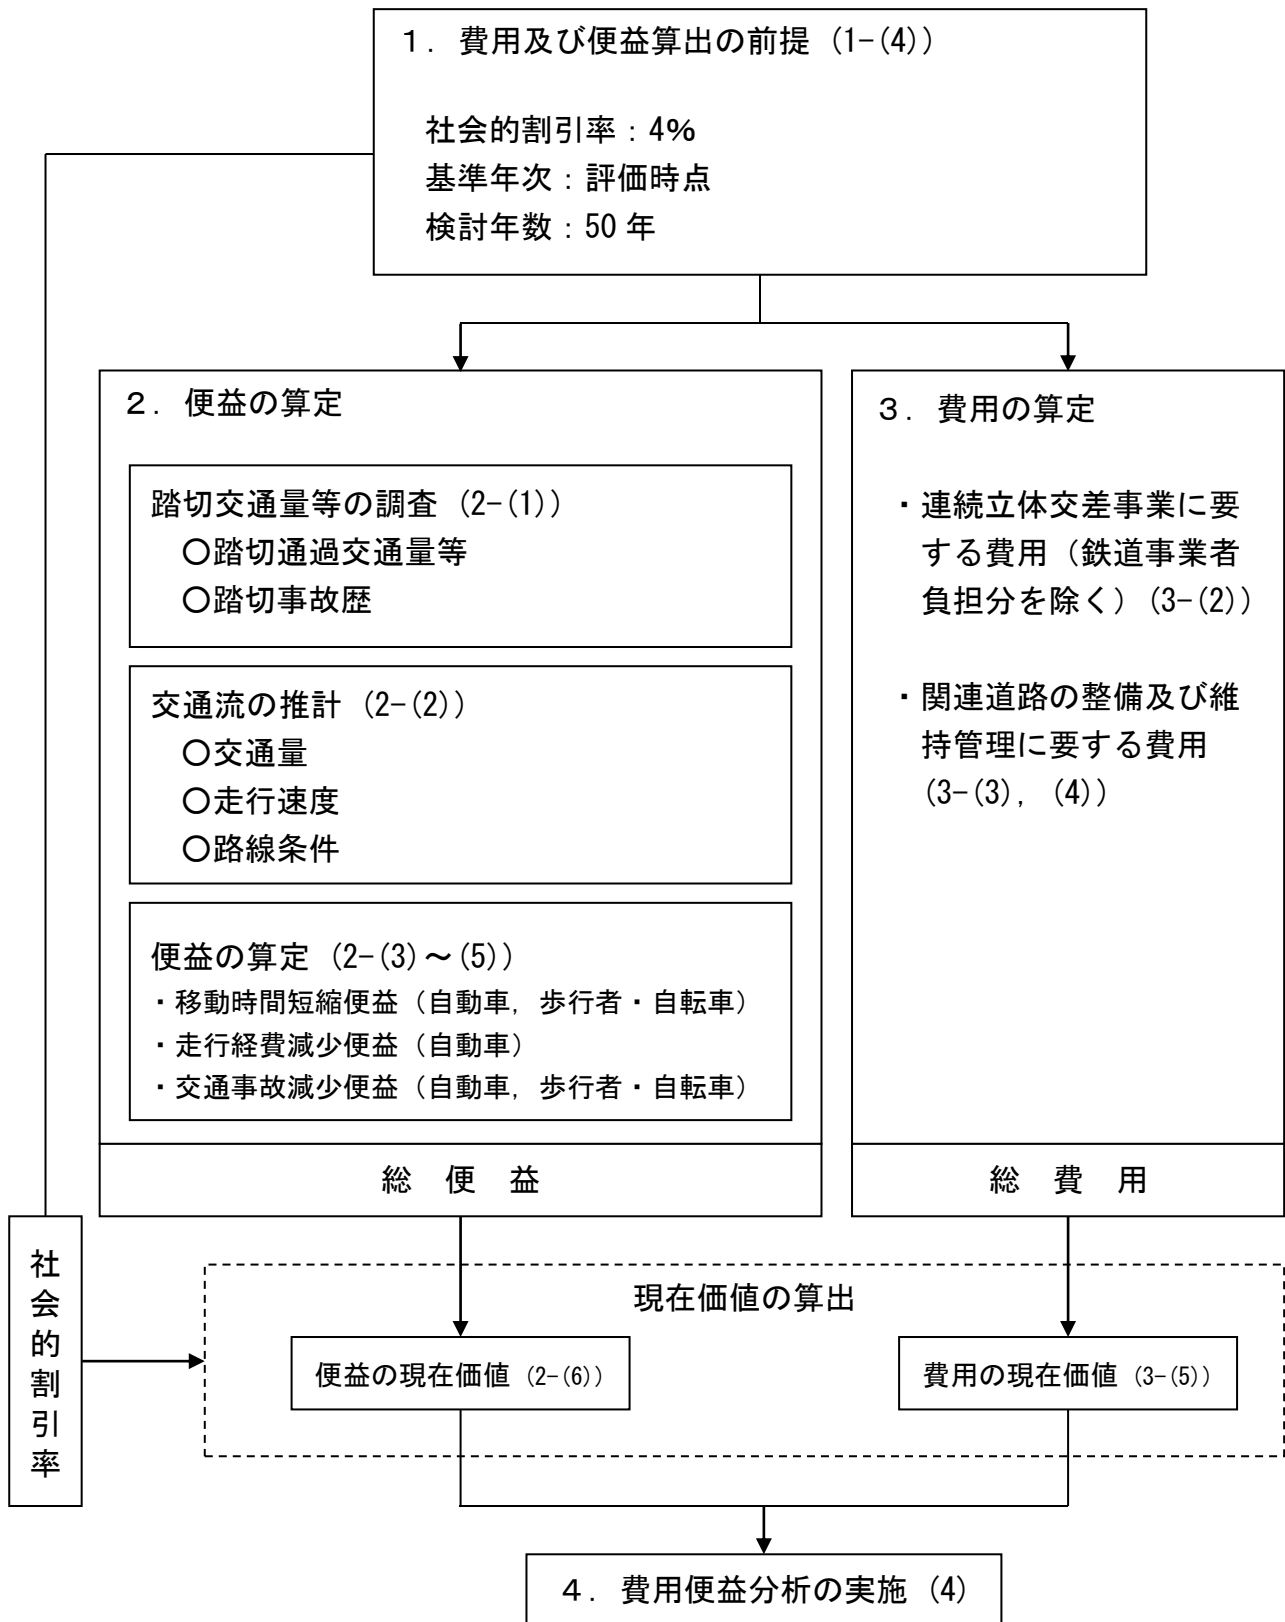 １．費用及び便益算出の前提（1-(4)）
社会的割引率：4%
基準年次：評価時点
検討年数：50 年
２．便益の算定
踏切交通量等の調査（2-(1)）
〇踏切通過交通量等
〇踏切事故歴
交通流の推計（2-(2)）
〇交通量
〇走行速度
〇路線条件
便益の算定（2-(3)～(5)）
・移動時間短縮便益（自動車，歩行者・自転車）
・走行経費減少便益（自動車）
・交通事故減少便益（自動車，歩行者・自転車）
総　便　益
３．費用の算定
・連続立体交差事業に要
する費用（鉄道事業者
負担分を除く）（3-(2)）
・関連道路の整備及び維
持管理に要する費用
（3-(3)，(4)）
総　費　用
社会的割引率
現在価値の算出
便益の現在価値（2-(6)）
費用の現在価値（3-(5)）
４．費用便益分析の実施（4）